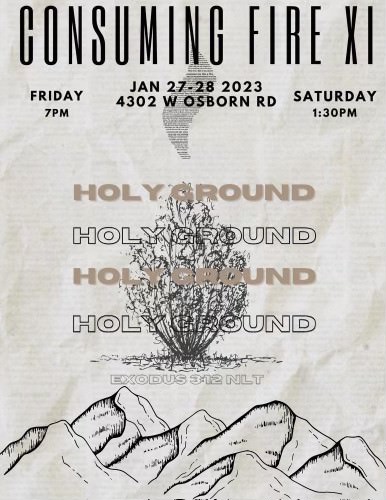 CONSUMING FIRE XI
FRIDAY
7PM
JAN 27-28 2023
4302 W OSBORN RD
SATURDAY
1:30PM
HOLY GROUND
HOLY GROUND
HOLY GROUND
HOLY GROUND
EXODUS 3:12 NLT